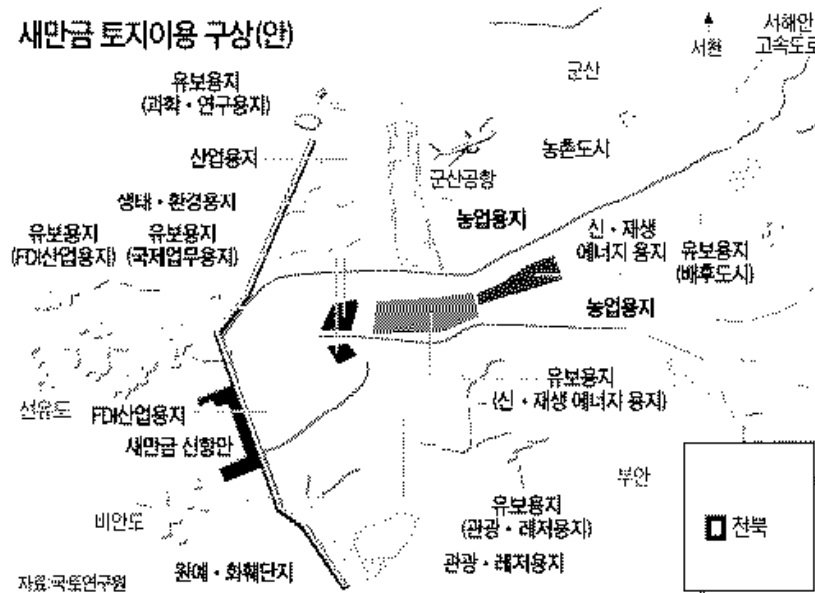 새만금 토지이용 구상(안)
서해안
고속도로
서천
군산
유보용지
(과학·연구용지)
산업용지
농촌도시
군산공항
생태·환경용지
농업용지
유보용지
(FDI산업용지)
유보용지
(국제업무용지)
신·재생
에너지 용지
유보용지
(배후도시)
농업용지
유보용지
(신·재생 에너지 용지)
선유도
FDI산업용지
새만금 신항만
부안
비안도
유보용지
(관광·레저용지)
관광·레저용지
원예·화훼단지
전북
자료:국토연구원